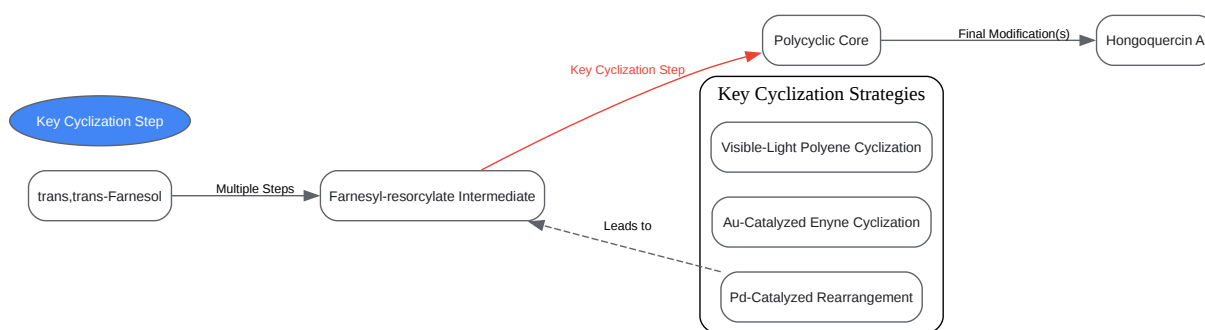 Polycyclic Core
Final Modification(s)
Hongoquercin A
Key Cyclization Step
Key Cyclization Strategies
Key Cyclization Step
Visible-Light Polyene Cyclization
trans,trans-Farnesol
Multiple Steps
Farnesyl-resorcylate Intermediate
Au-Catalyzed Enyne Cyclization
Leads to
Pd-Catalyzed Rearrangement